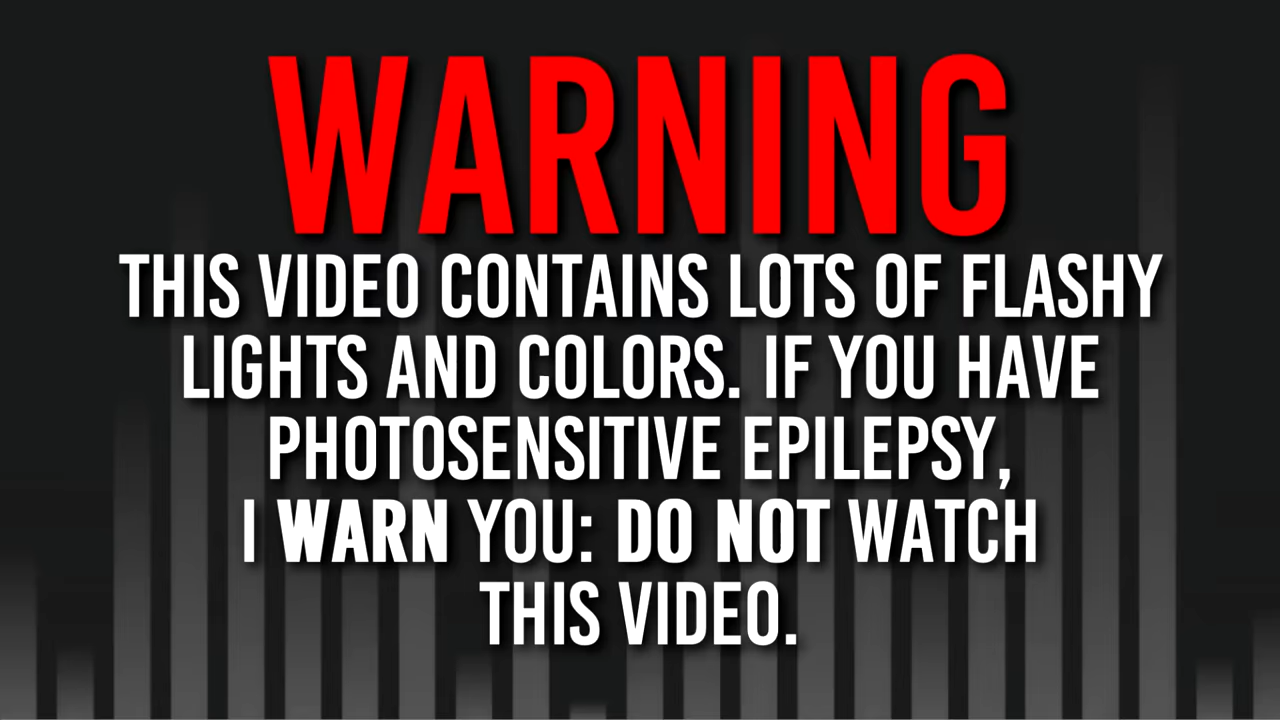 WARNING
THIS VIDEO CONTAINS LOTS OF FLASHY
LIGHTS AND COLORS. IF YOU HAVE
PHOTOSENSITIVE EPILEPSY,
I WARN YOU: DO NOT WATCH
THIS VIDEO.